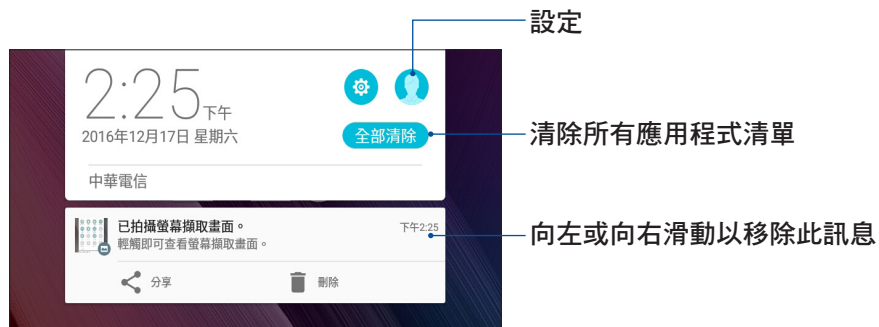 設定
2:25下午
2016年12月17日 星期六
全部清除
清除所有應用程式清單
中華電信
已拍攝螢幕擷取畫面。
下午2:25
輕觸即可查看螢幕擷取畫面。
向左或向右滑動以移除此訊息
分享
刪除